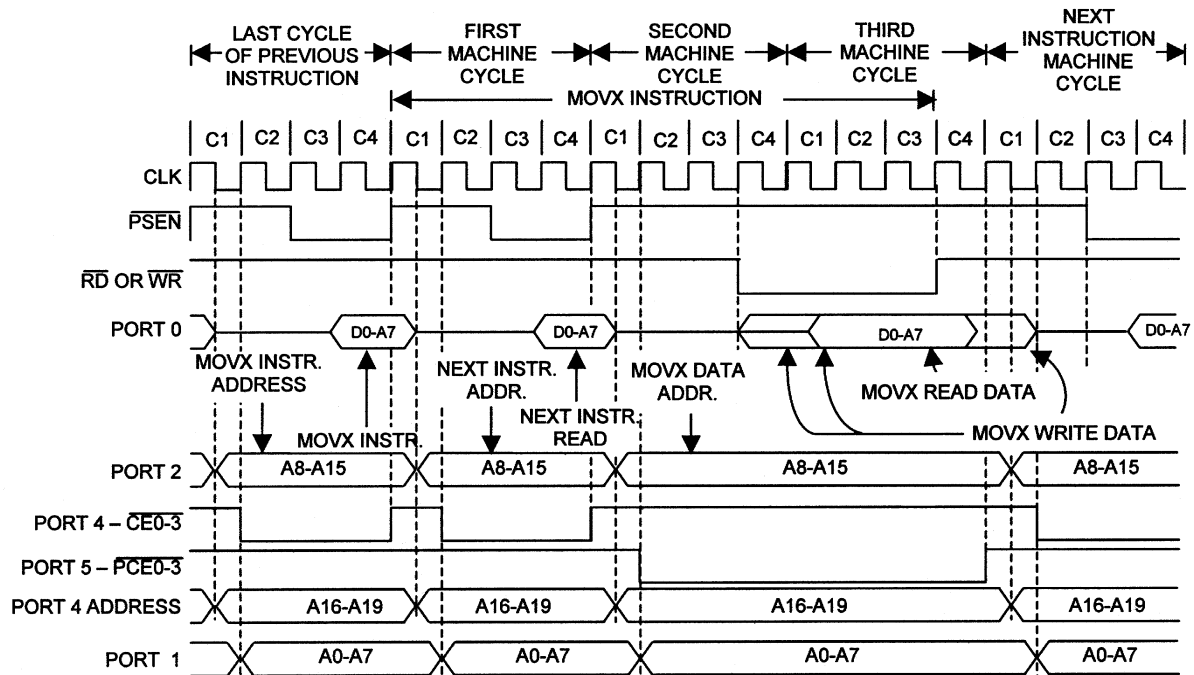 LAST CYCLE
OF PREVIOUS
INSTRUCTION
FIRST
MACHINE
CYCLE
SECOND
MACHINE
CYCLE
THIRD
MACHINE
CYCLE
NEXT
INSTRUCTION
MACHINE
CYCLE
MOVX INSTRUCTION
C1 C2 C3 C4 C1 C2 C3 C4 C1 C2 C3 C4 C1 C2 C3 C4 C1 C2 C3 C4
CLK
PSEN
RD OR WR
PORT 0 D0-A7 D0-A7 D0-A7 D0-A7
MOVX INSTR.
ADDRESS
MOVX INSTR.
NEXT INSTR.
ADDR.
NEXT INSTR.
READ
MOVX DATA
ADDR.
MOVX READ DATA
MOVX WRITE DATA
PORT 2 A8-A15 A8-A15 A8-A15 A8-A15
PORT 4 – CE0-3
PORT 5 – PCE0-3
PORT 4 ADDRESS A16-A19 A16-A19 A16-A19 A16-A19
PORT 1 A0-A7 A0-A7 A0-A7 A0-A7